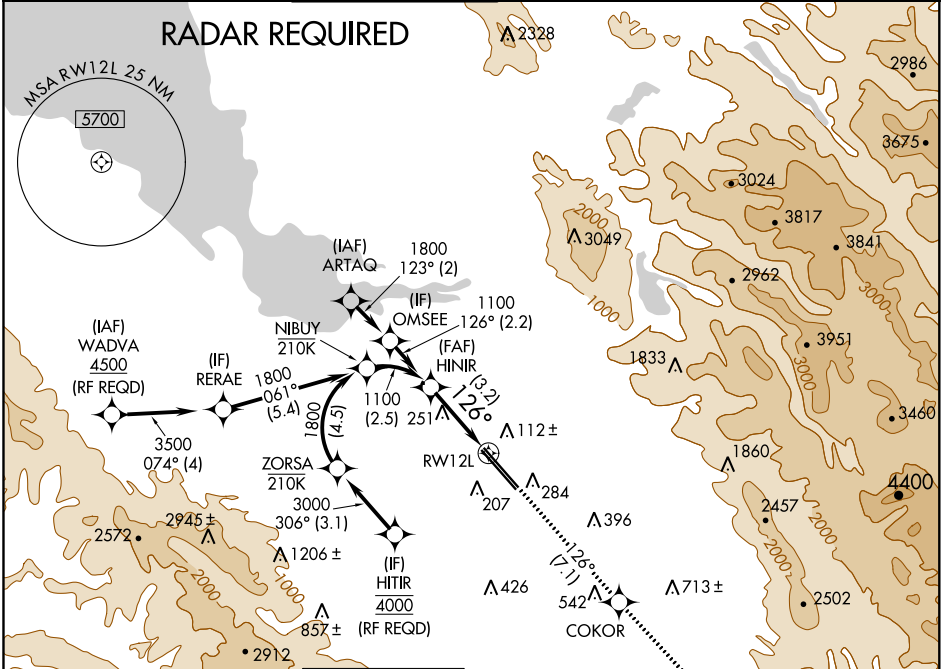 RADAR REQUIRED
2328
2986
MSA RW12L 25 NM
5700
3675
3024
2000
3817
3049
3841
(IAF)
ARTAQ
1800
123° (2)
2962
3000
1000
(IF)
OMSEE
1100
126° (2.2)
NIBUY
210K
(FAF)
HINIR
3951
(IAF)
WADVA
4500
(RF REQD)
(IF)
RERAE
1833
3000
1800
061°
(5.4)
(3.2)
126°
1100
(2.5)
251
3460
1800
(4.5)
112±
3500
074° (4)
RW12L
ZORSA
210K
1860
4400
207
284
3000
306° (3.1)
2457
2000
2000
396
2945±
2572
1206±
1000
126°
(7.1)
(IF)
HITIR
4000
(RF REQD)
426
542
713±
2502
2000
857±
COKOR
2912
1000